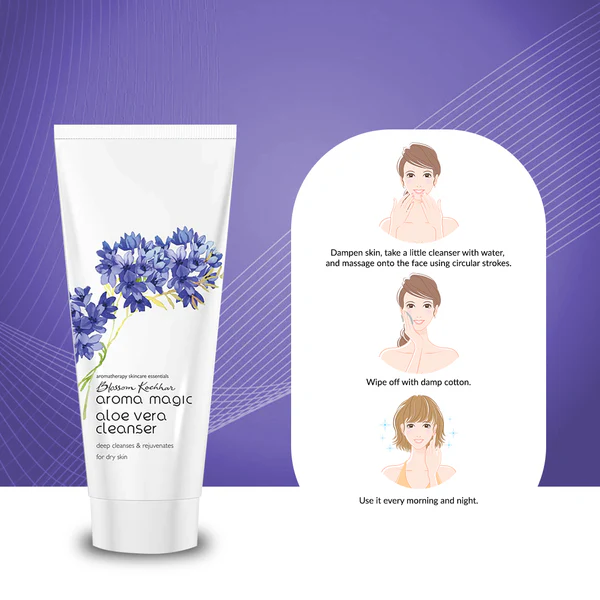 aromatherapy skincare essentials
Blossom Kochhar
aroma magic
aloe vera
cleanser
deep cleanses & rejuvenates
for dry skin
Dampen skin, take a little cleanser with water,
and massage onto the face using circular strokes.
Wipe off with damp cotton.
Use it every morning and night.